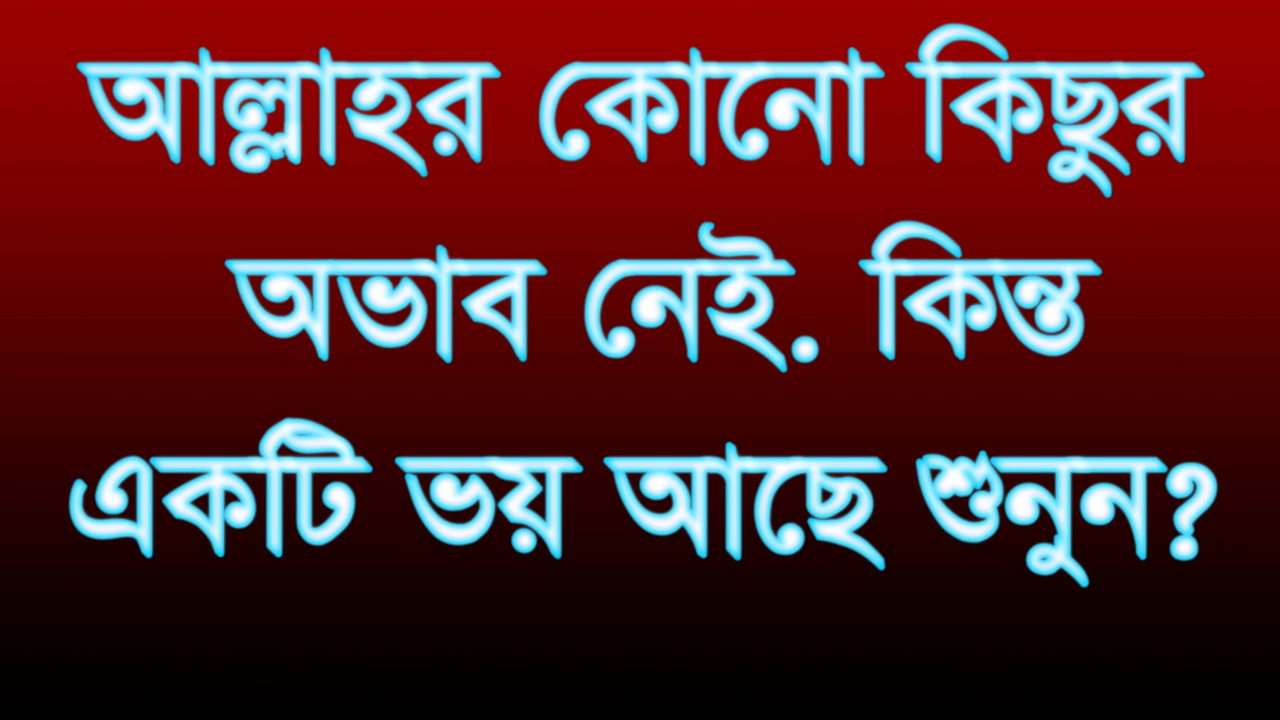 আল্লাহর কোনো কিছুর
অভাব নেই. কিন্ত
একটি ভয় আছে শুনুন?